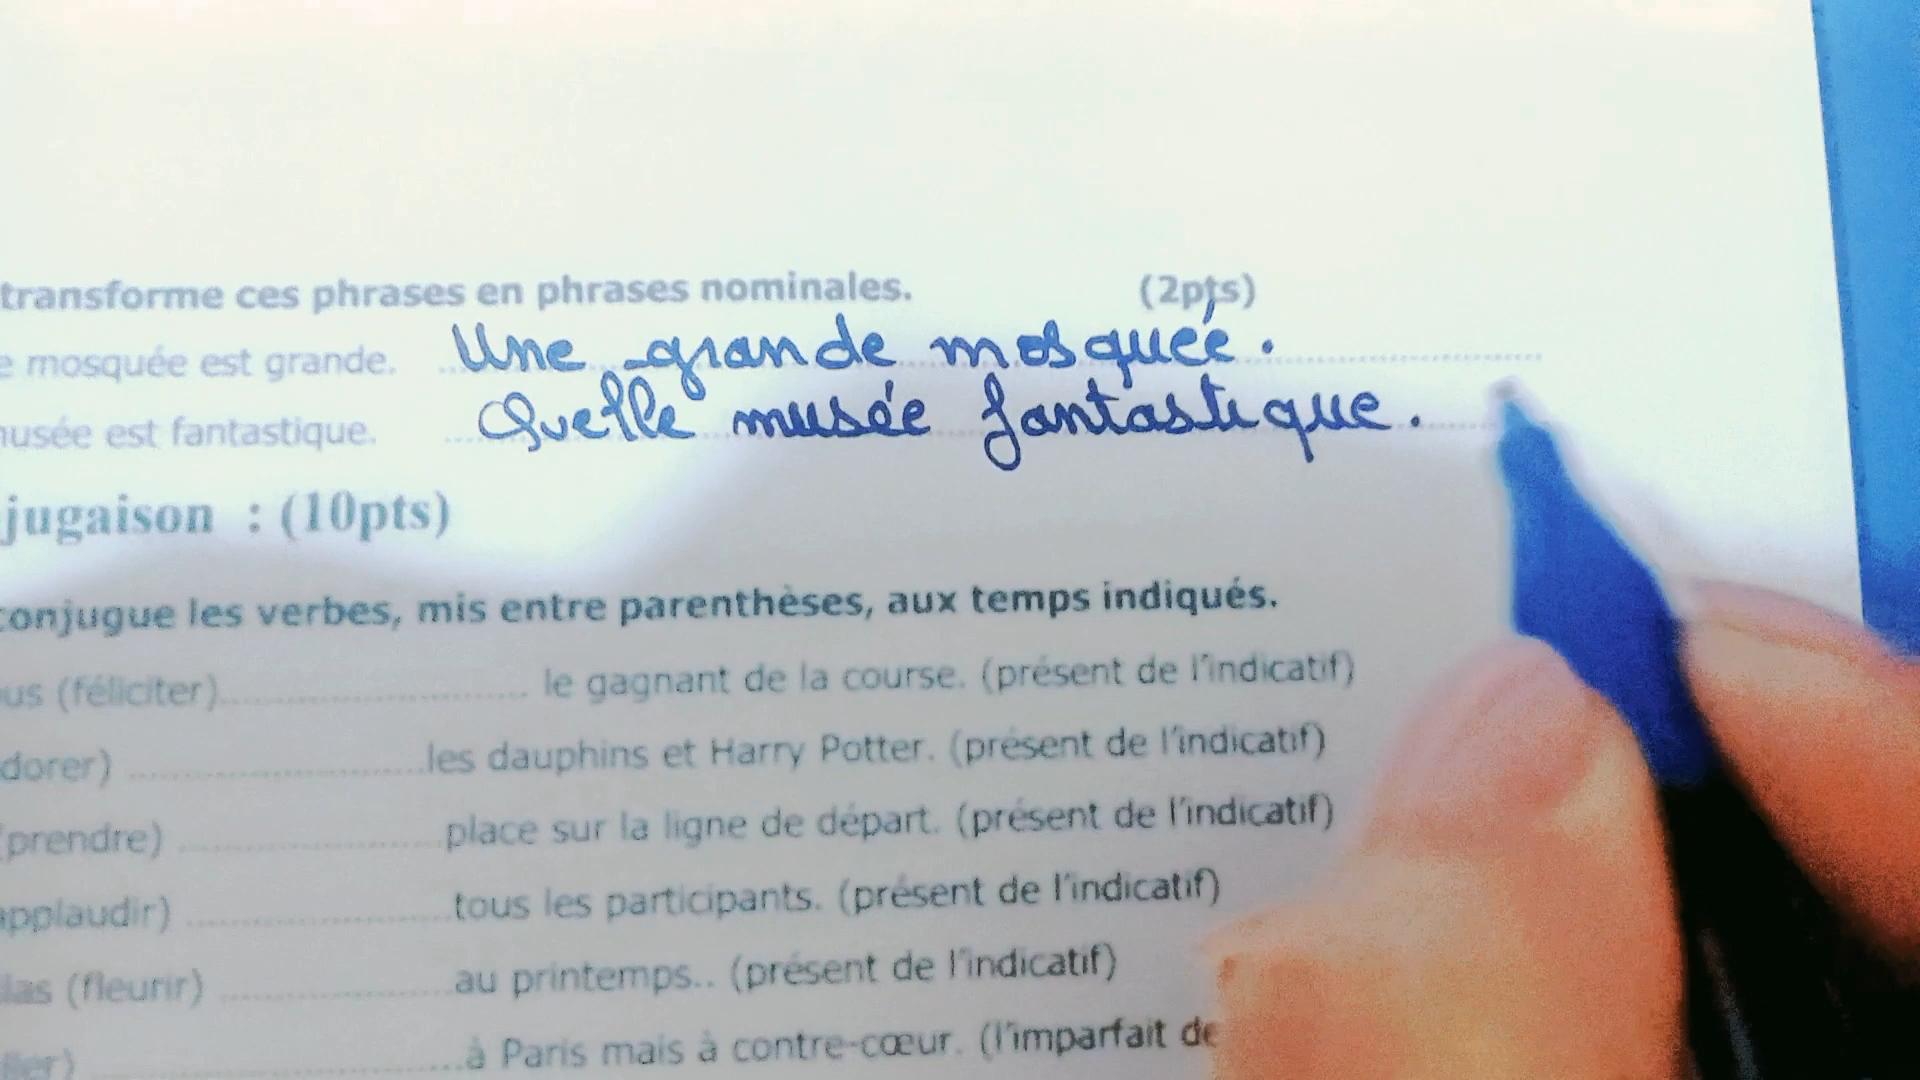 transforme ces phrases en phrases nominales. (2pts)
mosquée est grande. Une grande mosquée.
musée est fantastique. Quelle musée fantastique.
jugaison : (10pts)
conjugue les verbes, mis entre parenthèses, aux temps indiqués.
(féliciter).................... le gagnant de la course. (présent de l'indicatif)
dorer) .................... les dauphins et Harry Potter. (présent de l'indicatif)
(prendre) .................... place sur la ligne de départ. (présent de l'indicatif)
applaudir) .................... tous les participants. (présent de l'indicatif)
las (fleurir) .................... au printemps.. (présent de l'indicatif)
.................... à Paris mais à contre-cœur. (l'imparfait de